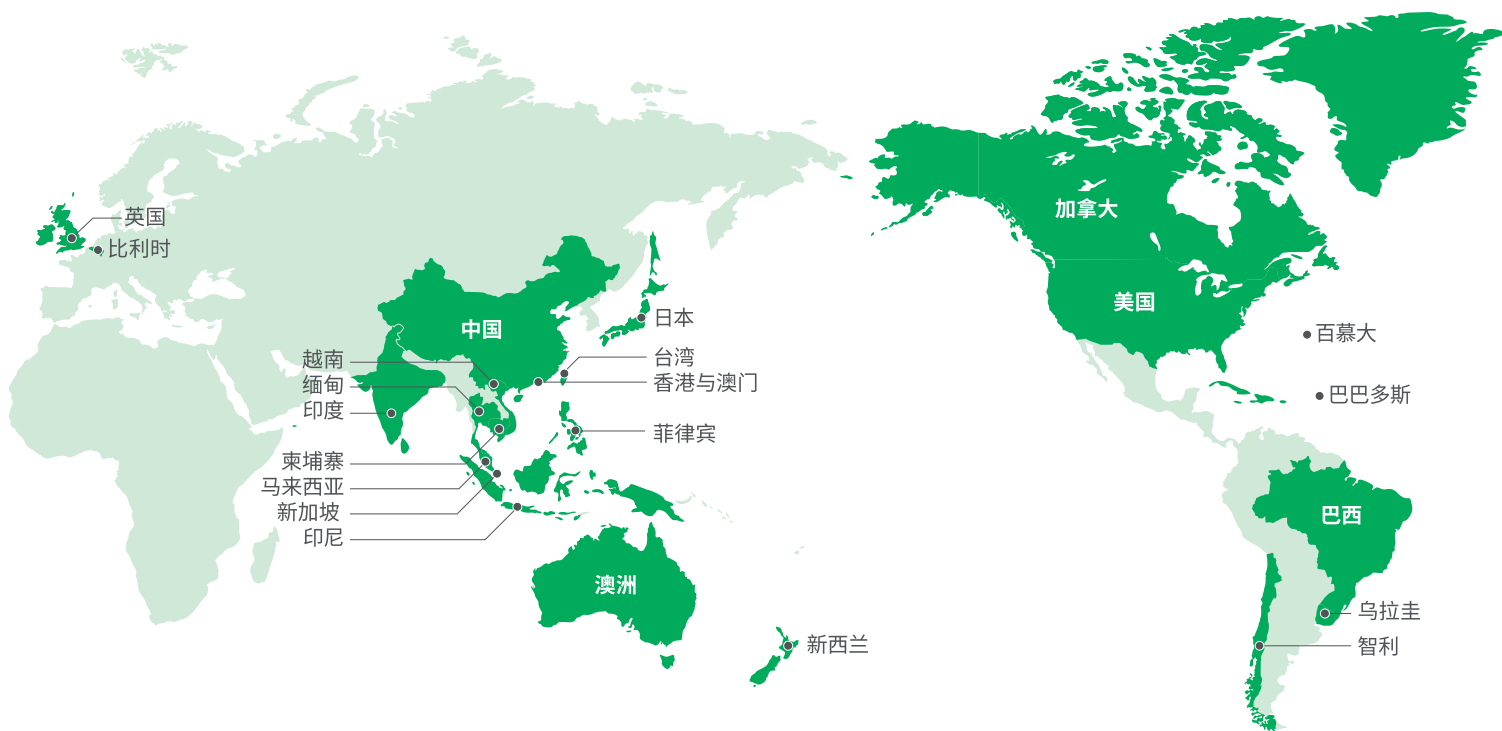 英国
比利时
加拿大
美国
中国
日本
百慕大
越南
台湾
缅甸
香港与澳门
巴巴多斯
印度
菲律宾
柬埔寨
马来西亚
新加坡
巴西
印尼
澳洲
乌拉圭
新西兰
智利